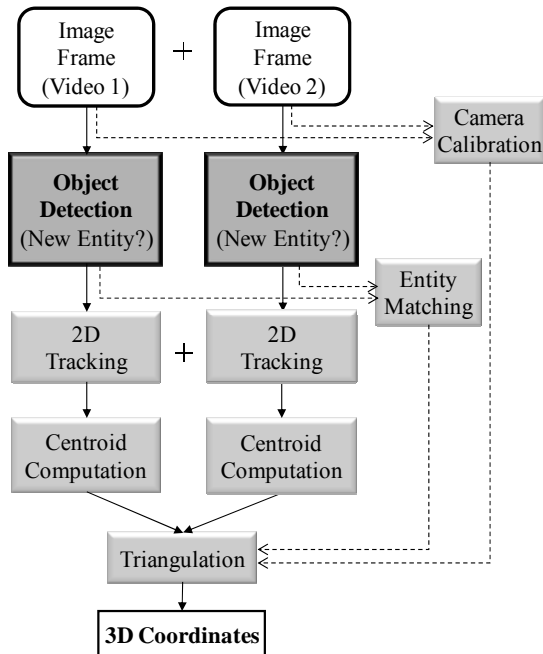 Image
Frame
(Video 1)
+
Image
Frame
(Video 2)
Camera
Calibration
Object
Detection
(New Entity?)
Object
Detection
(New Entity?)
Entity
Matching
2D
Tracking
+
2D
Tracking
Centroid
Computation
Centroid
Computation
Triangulation
3D Coordinates